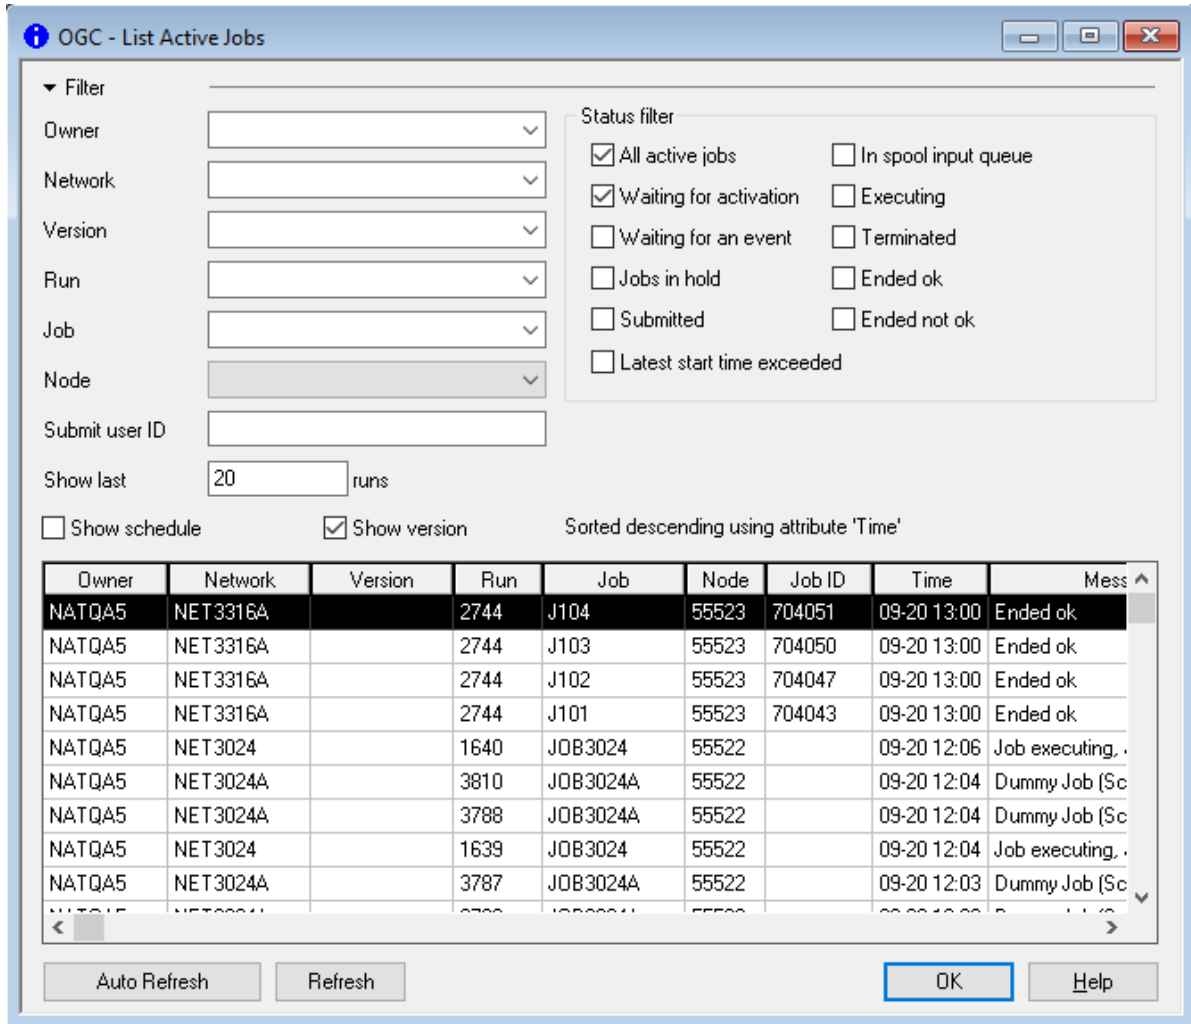 OGC - List Active Jobs
Filter
Owner
Network
Version
Run
Job
Node
Submit user ID
Show last 20 runs
Status filter
All active jobs In spool input queue
Waiting for activation Executing
Waiting for an event Terminated
Jobs in hold Ended ok
Submitted Ended not ok
Latest start time exceeded
Show schedule Show version Sorted descending using attribute 'Time'
Owner Network Version Run Job Node Job ID Time Mess
NATQA5 NET3316A 2744 J104 55523 704051 09-20 13:00 Ended ok
NATQA5 NET3316A 2744 J103 55523 704050 09-20 13:00 Ended ok
NATQA5 NET3316A 2744 J102 55523 704047 09-20 13:00 Ended ok
NATQA5 NET3316A 2744 J101 55523 704043 09-20 13:00 Ended ok
NATQA5 NET3024 1640 JOB3024 55522 09-20 12:06 Job executing,
NATQA5 NET3024A 3810 JOB3024A 55522 09-20 12:04 Dummy Job (Sc
NATQA5 NET3024A 3788 JOB3024A 55522 09-20 12:04 Dummy Job (Sc
NATQA5 NET3024 1639 JOB3024 55522 09-20 12:04 Job executing,
NATQA5 NET3024A 3787 JOB3024A 55522 09-20 12:03 Dummy Job (Sc
Auto Refresh Refresh OK Help